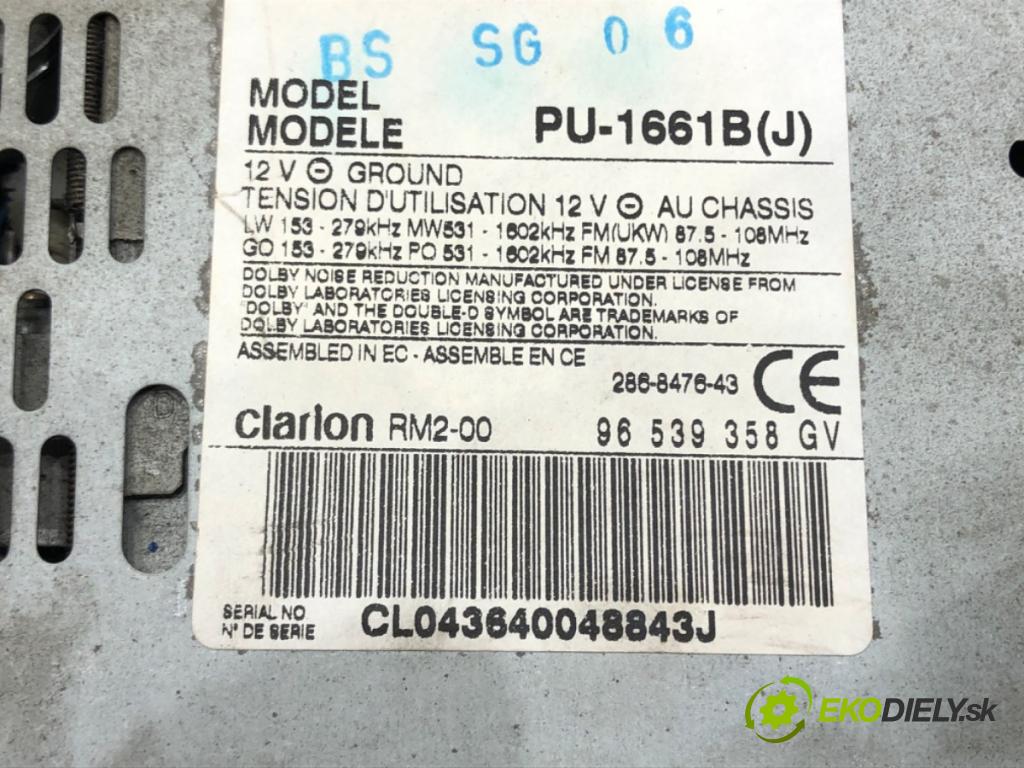 BS SG 06
MODEL
MODELE PU-1661B(J)
12 V ⊖ GROUND
TENSION D'UTILISATION 12 V ⊖ AU CHASSIS
LW 153 - 279kHz MW531 - 1602kHz FM(UKW) 87.5 - 108MHz
GO 153 - 279kHz PO 531 - 1602kHz FM 87.5 - 108MHz
DOLBY NOISE REDUCTION MANUFACTURED UNDER LICENSE FROM
DOLBY LABORATORIES LICENSING CORPORATION.
"DOLBY" AND THE DOUBLE-D SYMBOL ARE TRADEMARKS OF
DOLBY LABORATORIES LICENSING CORPORATION.
ASSEMBLED IN EC - ASSEMBLE EN CE
286-8476-43 CE
clarion RM2-00 96 539 358 GV
SERIAL NO
N° DE SERIE CL043640048843J
EKODIELY.sk